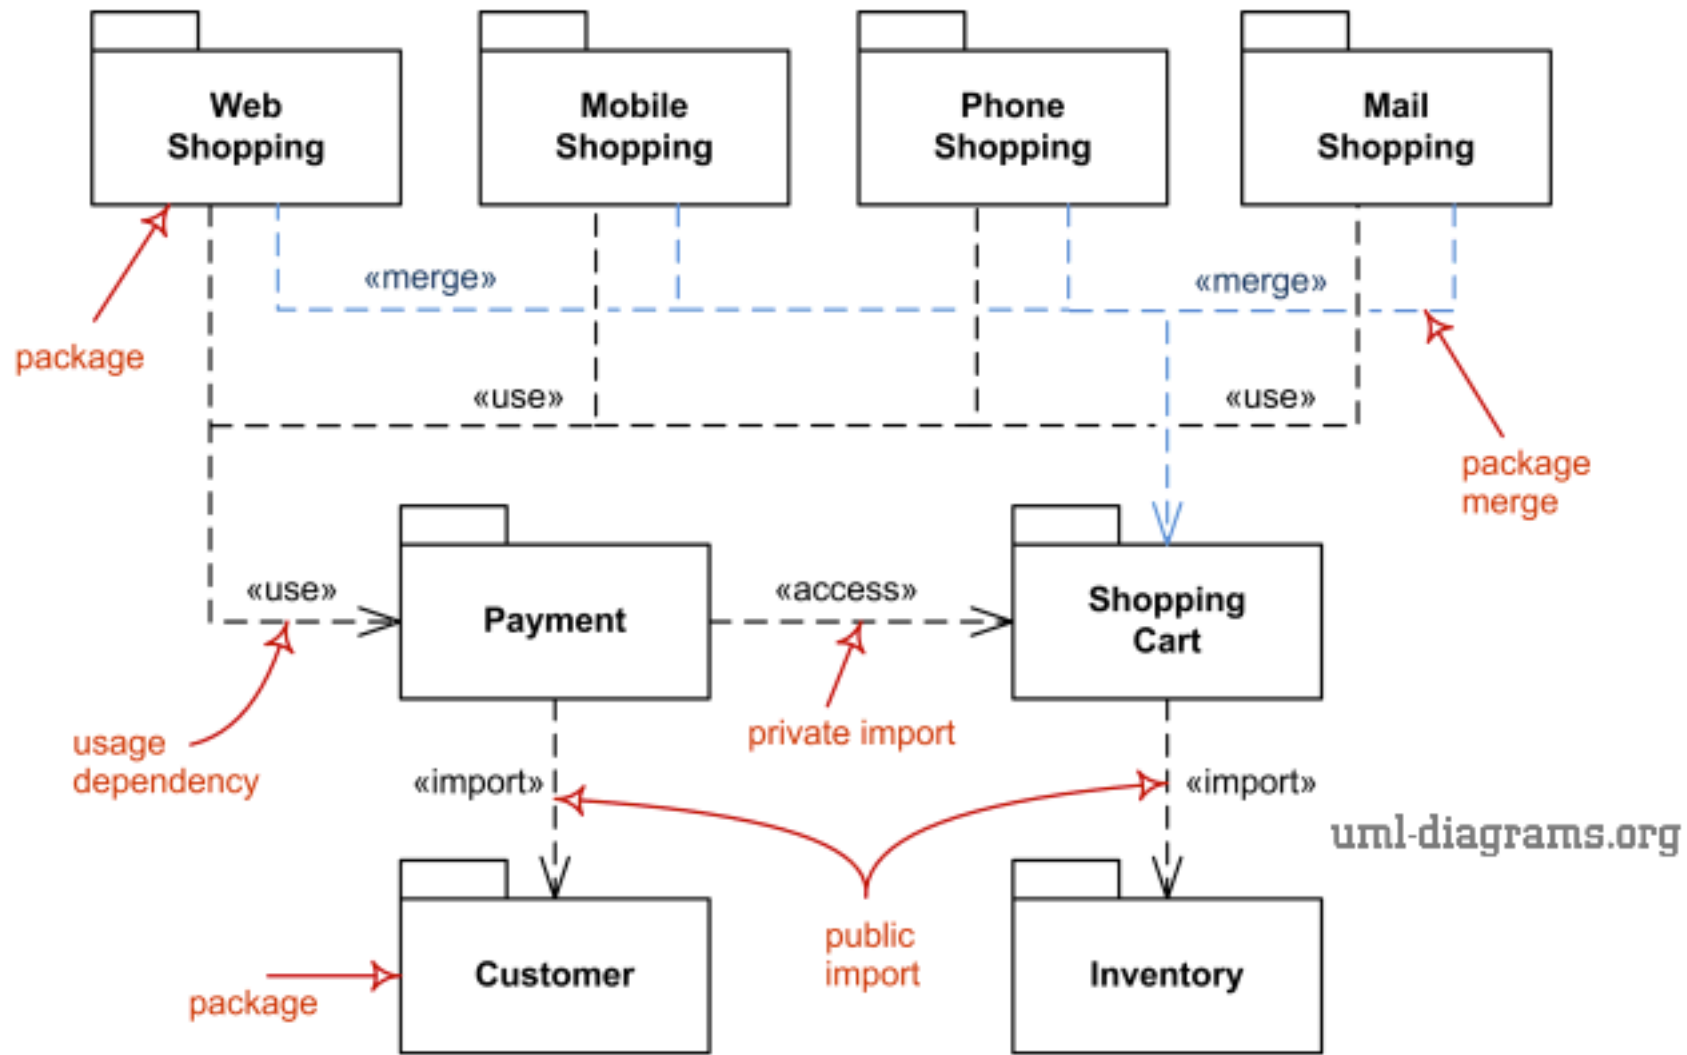 Web
Shopping
Mobile
Shopping
Phone
Shopping
Mail
Shopping
«merge»
«merge»
package
«use»
«use»
package
merge
«use»
Payment
«access»
Shopping
Cart
usage
dependency
private import
«import»
«import»
uml-diagrams.org
public
import
Customer
Inventory
package